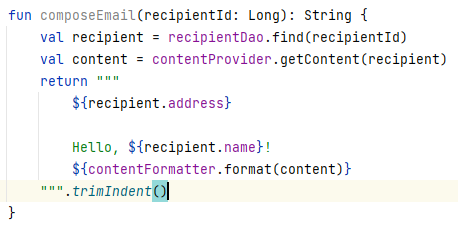 fun composeEmail(recipientId: Long): String {
    val recipient = recipientDao.find(recipientId)
    val content = contentProvider.getContent(recipient)
    return """
        ${recipient.address}

        Hello, ${recipient.name}!
        ${contentFormatter.format(content)}
    """.trimIndent()
}